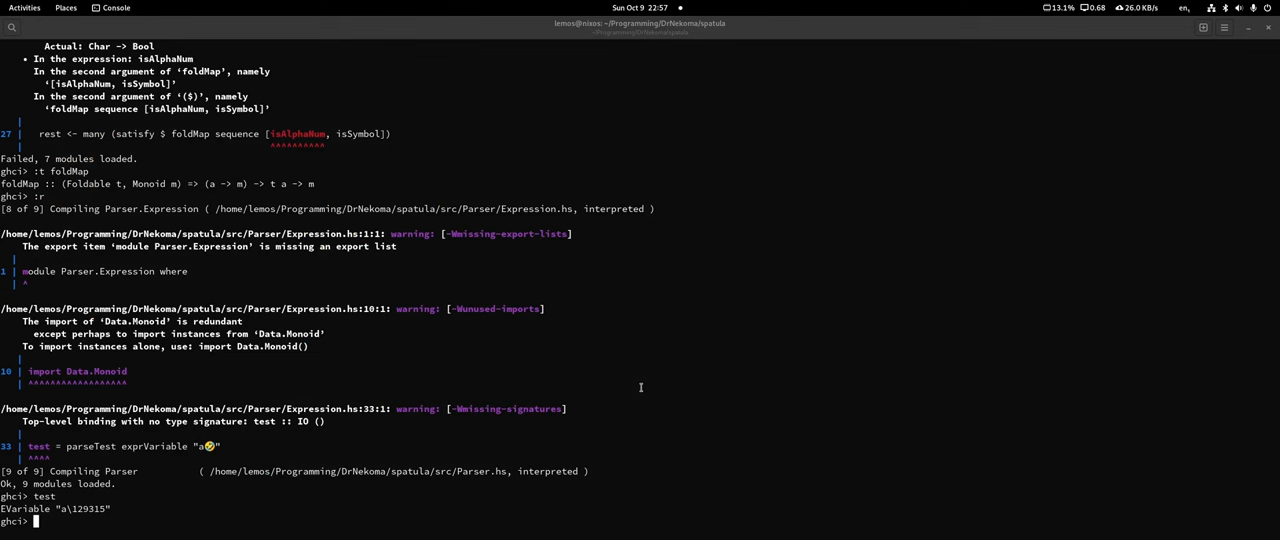 Activities Places Console Sun Oct 9 22:57 13.1% 0.68 26.0 KB/s en,
lemos@nixos: ~/Programming/DrNekoma/spatula
~/Programming/DrNekoma/spatula
Actual: Char -> Bool
• In the expression: isAlphaNum
In the second argument of ‘foldMap’, namely
‘[isAlphaNum, isSymbol]’
In the second argument of ‘($)’, namely
‘foldMap sequence [isAlphaNum, isSymbol]’
|
27 | rest <- many (satisfy $ foldMap sequence [isAlphaNum, isSymbol])
| ^^^^^^^^^^
Failed, 7 modules loaded.
ghci> :t foldMap
foldMap :: (Foldable t, Monoid m) => (a -> m) -> t a -> m
ghci> :r
[8 of 9] Compiling Parser.Expression ( /home/lemos/Programming/DrNekoma/spatula/src/Parser/Expression.hs, interpreted )
/home/lemos/Programming/DrNekoma/spatula/src/Parser/Expression.hs:1:1: warning: [-Wmissing-export-lists]
The export item ‘module Parser.Expression’ is missing an export list
|
1 | module Parser.Expression where
| ^
/home/lemos/Programming/DrNekoma/spatula/src/Parser/Expression.hs:10:1: warning: [-Wunused-imports]
The import of ‘Data.Monoid’ is redundant
except perhaps to import instances from ‘Data.Monoid’
To import instances alone, use: import Data.Monoid()
|
10 | import Data.Monoid
| ^^^^^^^^^^^^^^^^^^
/home/lemos/Programming/DrNekoma/spatula/src/Parser/Expression.hs:33:1: warning: [-Wmissing-signatures]
Top-level binding with no type signature: test :: IO ()
|
33 | test = parseTest exprVariable "a🤣"
| ^^^^
[9 of 9] Compiling Parser ( /home/lemos/Programming/DrNekoma/spatula/src/Parser.hs, interpreted )
Ok, 9 modules loaded.
ghci> test
EVariable "a\129315"
ghci>